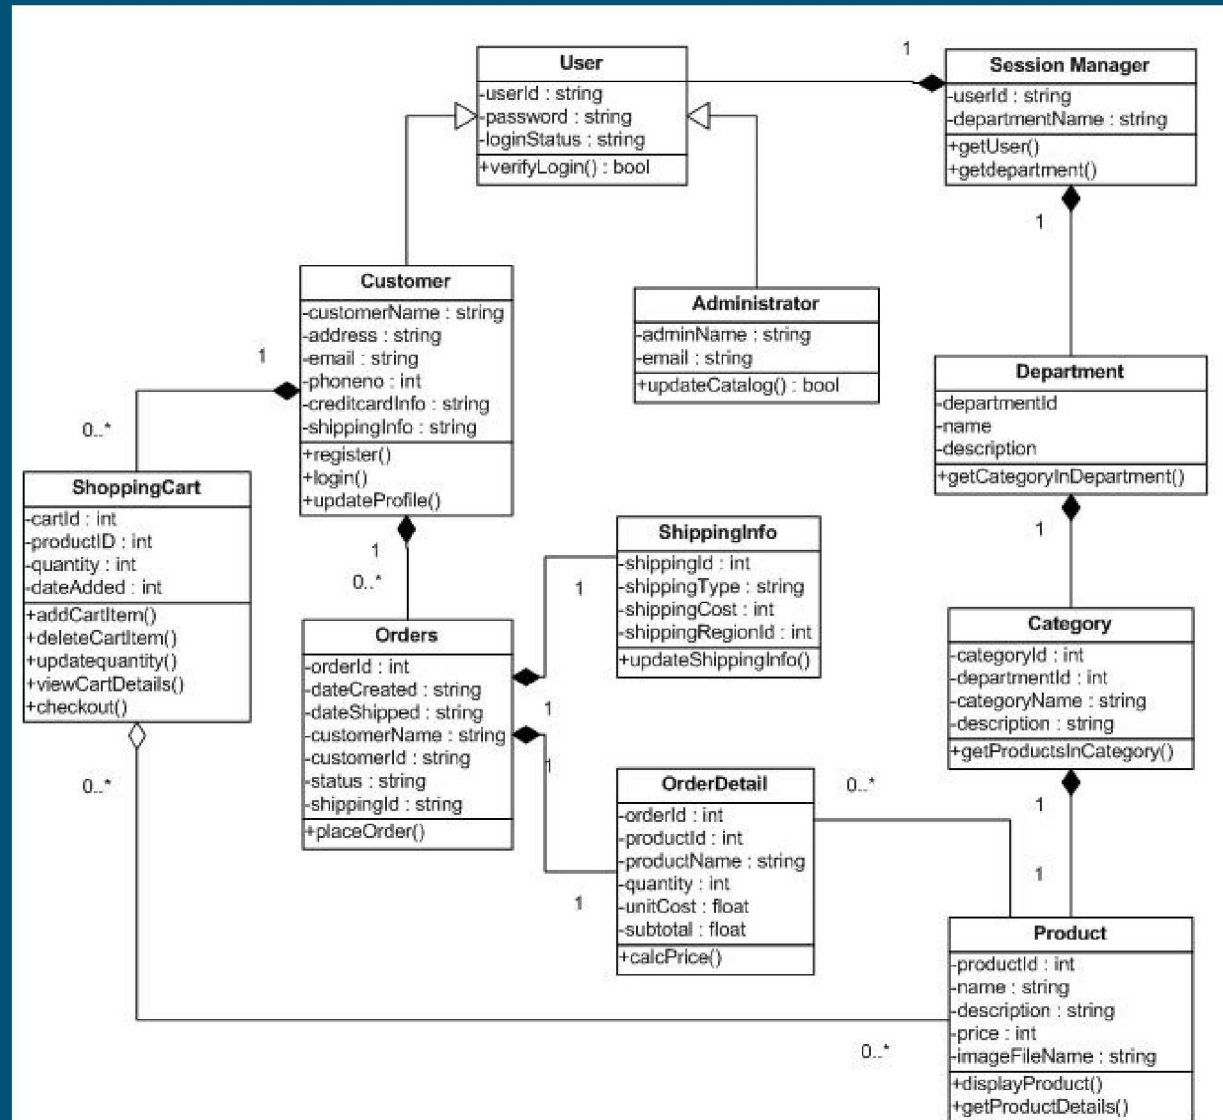 User
-userId : string
-password : string
-loginStatus : string
+verifyLogin() : bool
1
Session Manager
-userId : string
-departmentName : string
+getUser()
+getdepartment()
1
Customer
-customerName : string
-address : string
-email : string
-phoneno : int
-creditcardInfo : string
-shippingInfo : string
+register()
+login()
+updateProfile()
Administrator
-adminName : string
-email : string
+updateCatalog() : bool
Department
-departmentId
-name
-description
+getCategoryInDepartment()
1
1
0..*
ShoppingCart
-cartId : int
-productID : int
-quantity : int
-dateAdded : int
+addCartItem()
+deleteCartItem()
+updatequantity()
+viewCartDetails()
+checkout()
0..*
1
0..*
Orders
-orderId : int
-dateCreated : string
-dateShipped : string
-customerName : string
-customerId : string
-status : string
-shippingId : string
+placeOrder()
1
1
1
1
ShippingInfo
-shippingId : int
-shippingType : string
-shippingCost : int
-shippingRegionId : int
+updateShippingInfo()
Category
-categoryId : int
-departmentId : int
-categoryName : string
-description : string
+getProductsInCategory()
1
1
OrderDetail
-orderId : int
-productId : int
-productName : string
-quantity : int
-unitCost : float
-subtotal : float
+calcPrice()
0..*
Product
-productId : int
-name : string
-description : string
-price : int
-imageFileName : string
+displayProduct()
+getProductDetails()
0..*